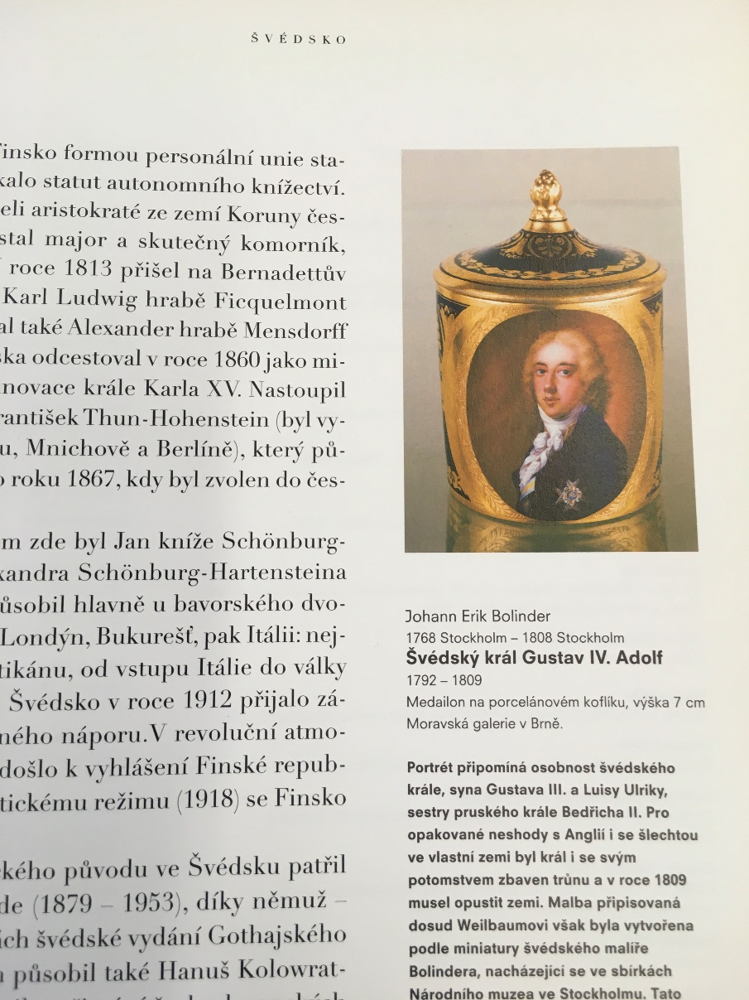 ŠVÉDSKO
Finsko formou personální unie sta-
kalo statut autonomního knížectví.
eli aristokraté ze zemí Koruny čes-
stal major a skutečný komorník,
V roce 1813 přišel na Bernadettův
Karl Ludwig hrabě Ficquelmont
al také Alexander hrabě Mensdorff
ska odcestoval v roce 1860 jako mi-
novace krále Karla XV. Nastoupil
rantišek Thun-Hohenstein (byl vy-
u, Mnichově a Berlíně), který pů-
o roku 1867, kdy byl zvolen do čes-
m zde byl Jan kníže Schönburg-
xandra Schönburg-Hartensteina
ůsobil hlavně u bavorského dvo-
Londýn, Bukurešť, pak Itálii: nej-
tikánu, od vstupu Itálie do války
Švédsko v roce 1912 přijalo zá-
ného náporu.V revoluční atmo-
došlo k vyhlášení Finské repub-
tickému režimu (1918) se Finsko
kého původu ve Švédsku patřil
de (1879 – 1953), díky němuž –
ich švédské vydání Gothajského
působil také Hanuš Kolowrat-
Johann Erik Bolinder
1768 Stockholm – 1808 Stockholm
Švédský král Gustav IV. Adolf
1792 – 1809
Medailon na porcelánovém koflíku, výška 7 cm
Moravská galerie v Brně.
Portrét připomíná osobnost švédského
krále, syna Gustava III. a Luisy Ulriky,
sestry pruského krále Bedřicha II. Pro
opakované neshody s Anglií i se šlechtou
ve vlastní zemi byl král i se svým
potomstvem zbaven trůnu a v roce 1809
musel opustit zemi. Malba připisovaná
dosud Weilbaumovi však byla vytvořena
podle miniatury švédského malíře
Bolindera, nacházející se ve sbírkách
Národního muzea ve Stockholmu. Tato